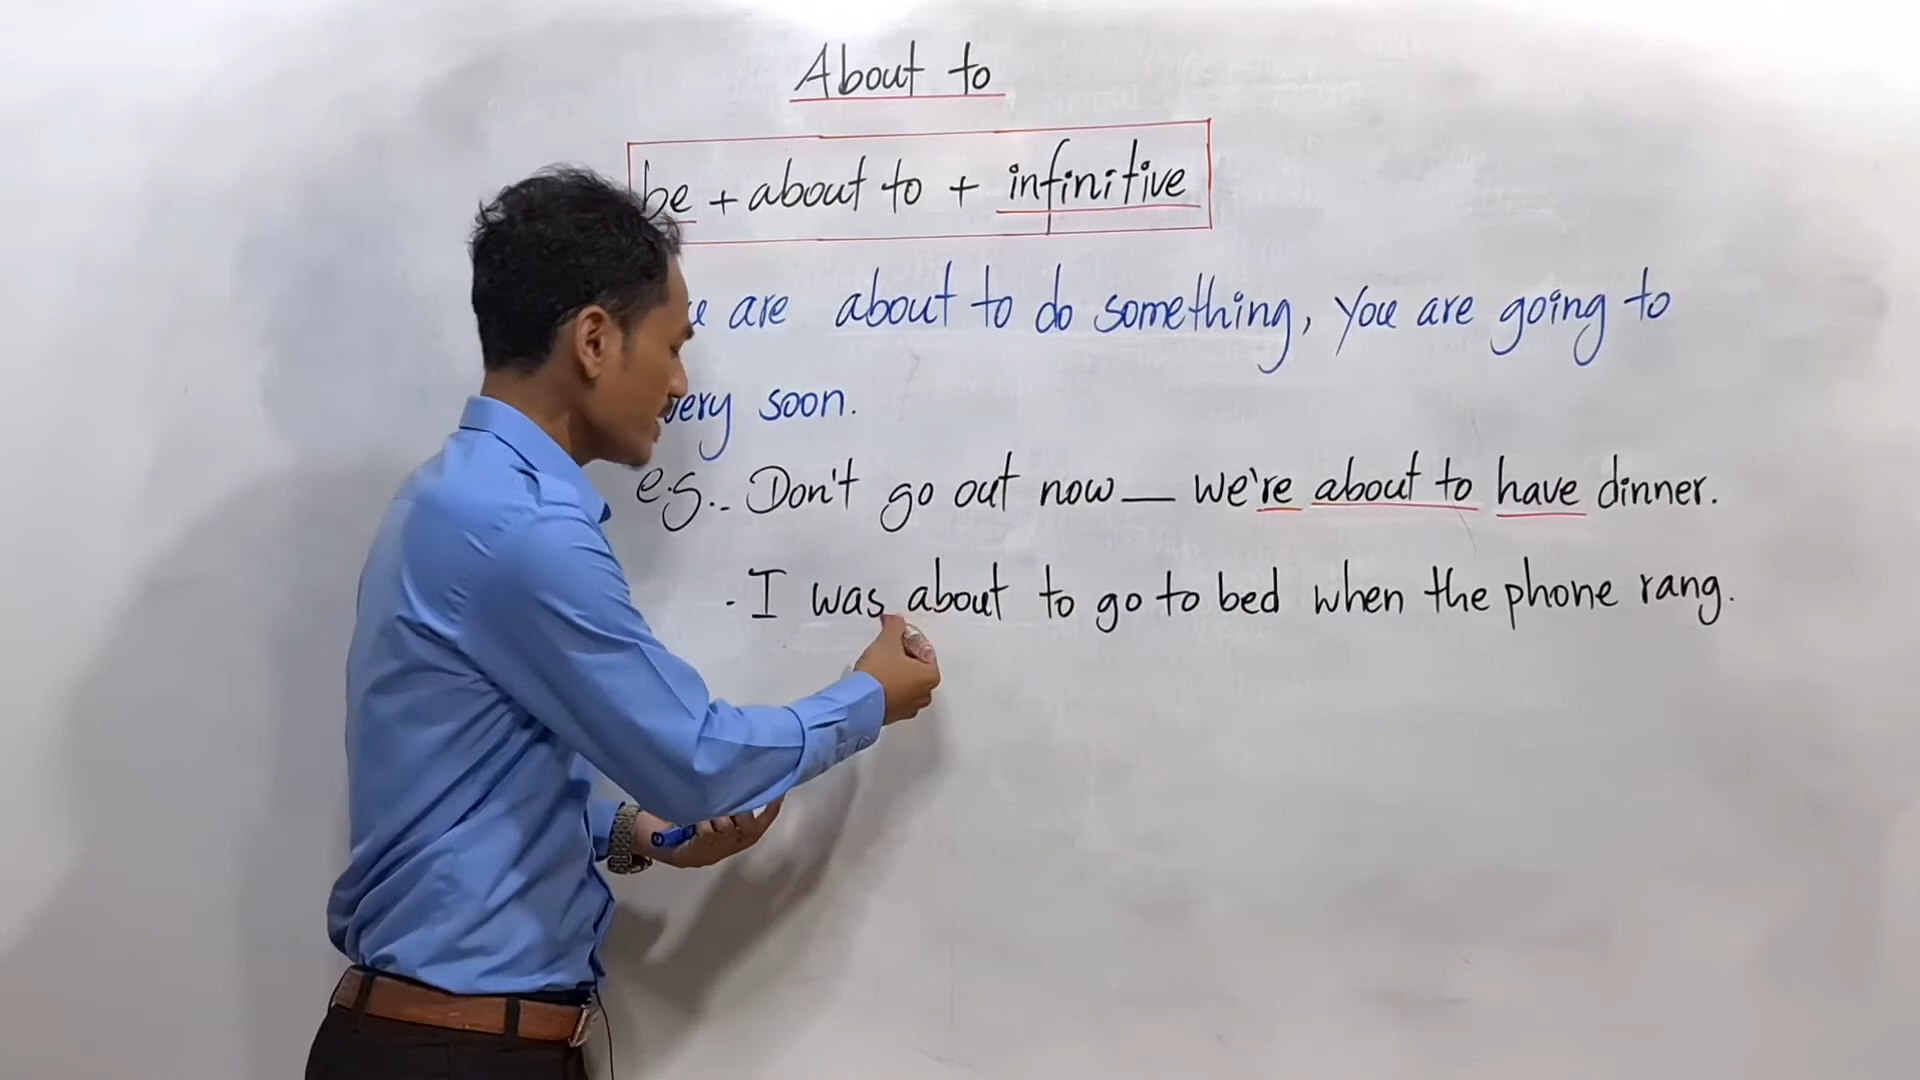 About to
be + about to + infinitive
are about to do something, you are going to
very soon.
e.g.. Don't go out now — we're about to have dinner.
- I was about to go to bed when the phone rang.